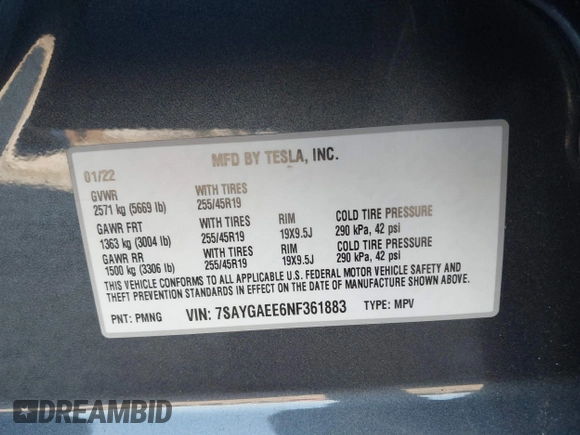 MFD BY TESLA, INC.
01/22
GVWR WITH TIRES
2571 kg (5669 lb) 255/45R19
GAWR FRT WITH TIRES RIM COLD TIRE PRESSURE
1363 kg (3004 lb) 255/45R19 19X9.5J 290 kPa, 42 psi
GAWR RR WITH TIRES RIM COLD TIRE PRESSURE
1500 kg (3306 lb) 255/45R19 19X9.5J 290 kPa, 42 psi
THIS VEHICLE CONFORMS TO ALL APPLICABLE U.S. FEDERAL MOTOR VEHICLE SAFETY AND
THEFT PREVENTION STANDARDS IN EFFECT ON THE DATE OF MANUFACTURE SHOWN ABOVE.
PNT: PMNG VIN: 7SAYGAEE6NF361883 TYPE: MPV
DREAMBID